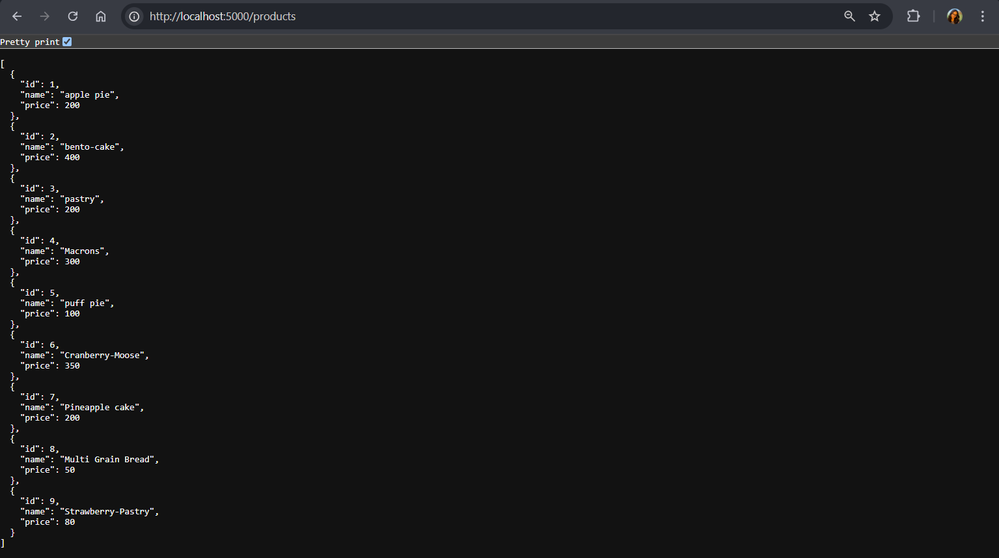 http://localhost:5000/products
Pretty print
[
  {
    "id": 1,
    "name": "apple pie",
    "price": 200
  },
  {
    "id": 2,
    "name": "bento-cake",
    "price": 400
  },
  {
    "id": 3,
    "name": "pastry",
    "price": 200
  },
  {
    "id": 4,
    "name": "Macrons",
    "price": 300
  },
  {
    "id": 5,
    "name": "puff pie",
    "price": 100
  },
  {
    "id": 6,
    "name": "Cranberry-Moose",
    "price": 350
  },
  {
    "id": 7,
    "name": "Pineapple cake",
    "price": 200
  },
  {
    "id": 8,
    "name": "Multi Grain Bread",
    "price": 50
  },
  {
    "id": 9,
    "name": "Strawberry-Pastry",
    "price": 80
  }
]